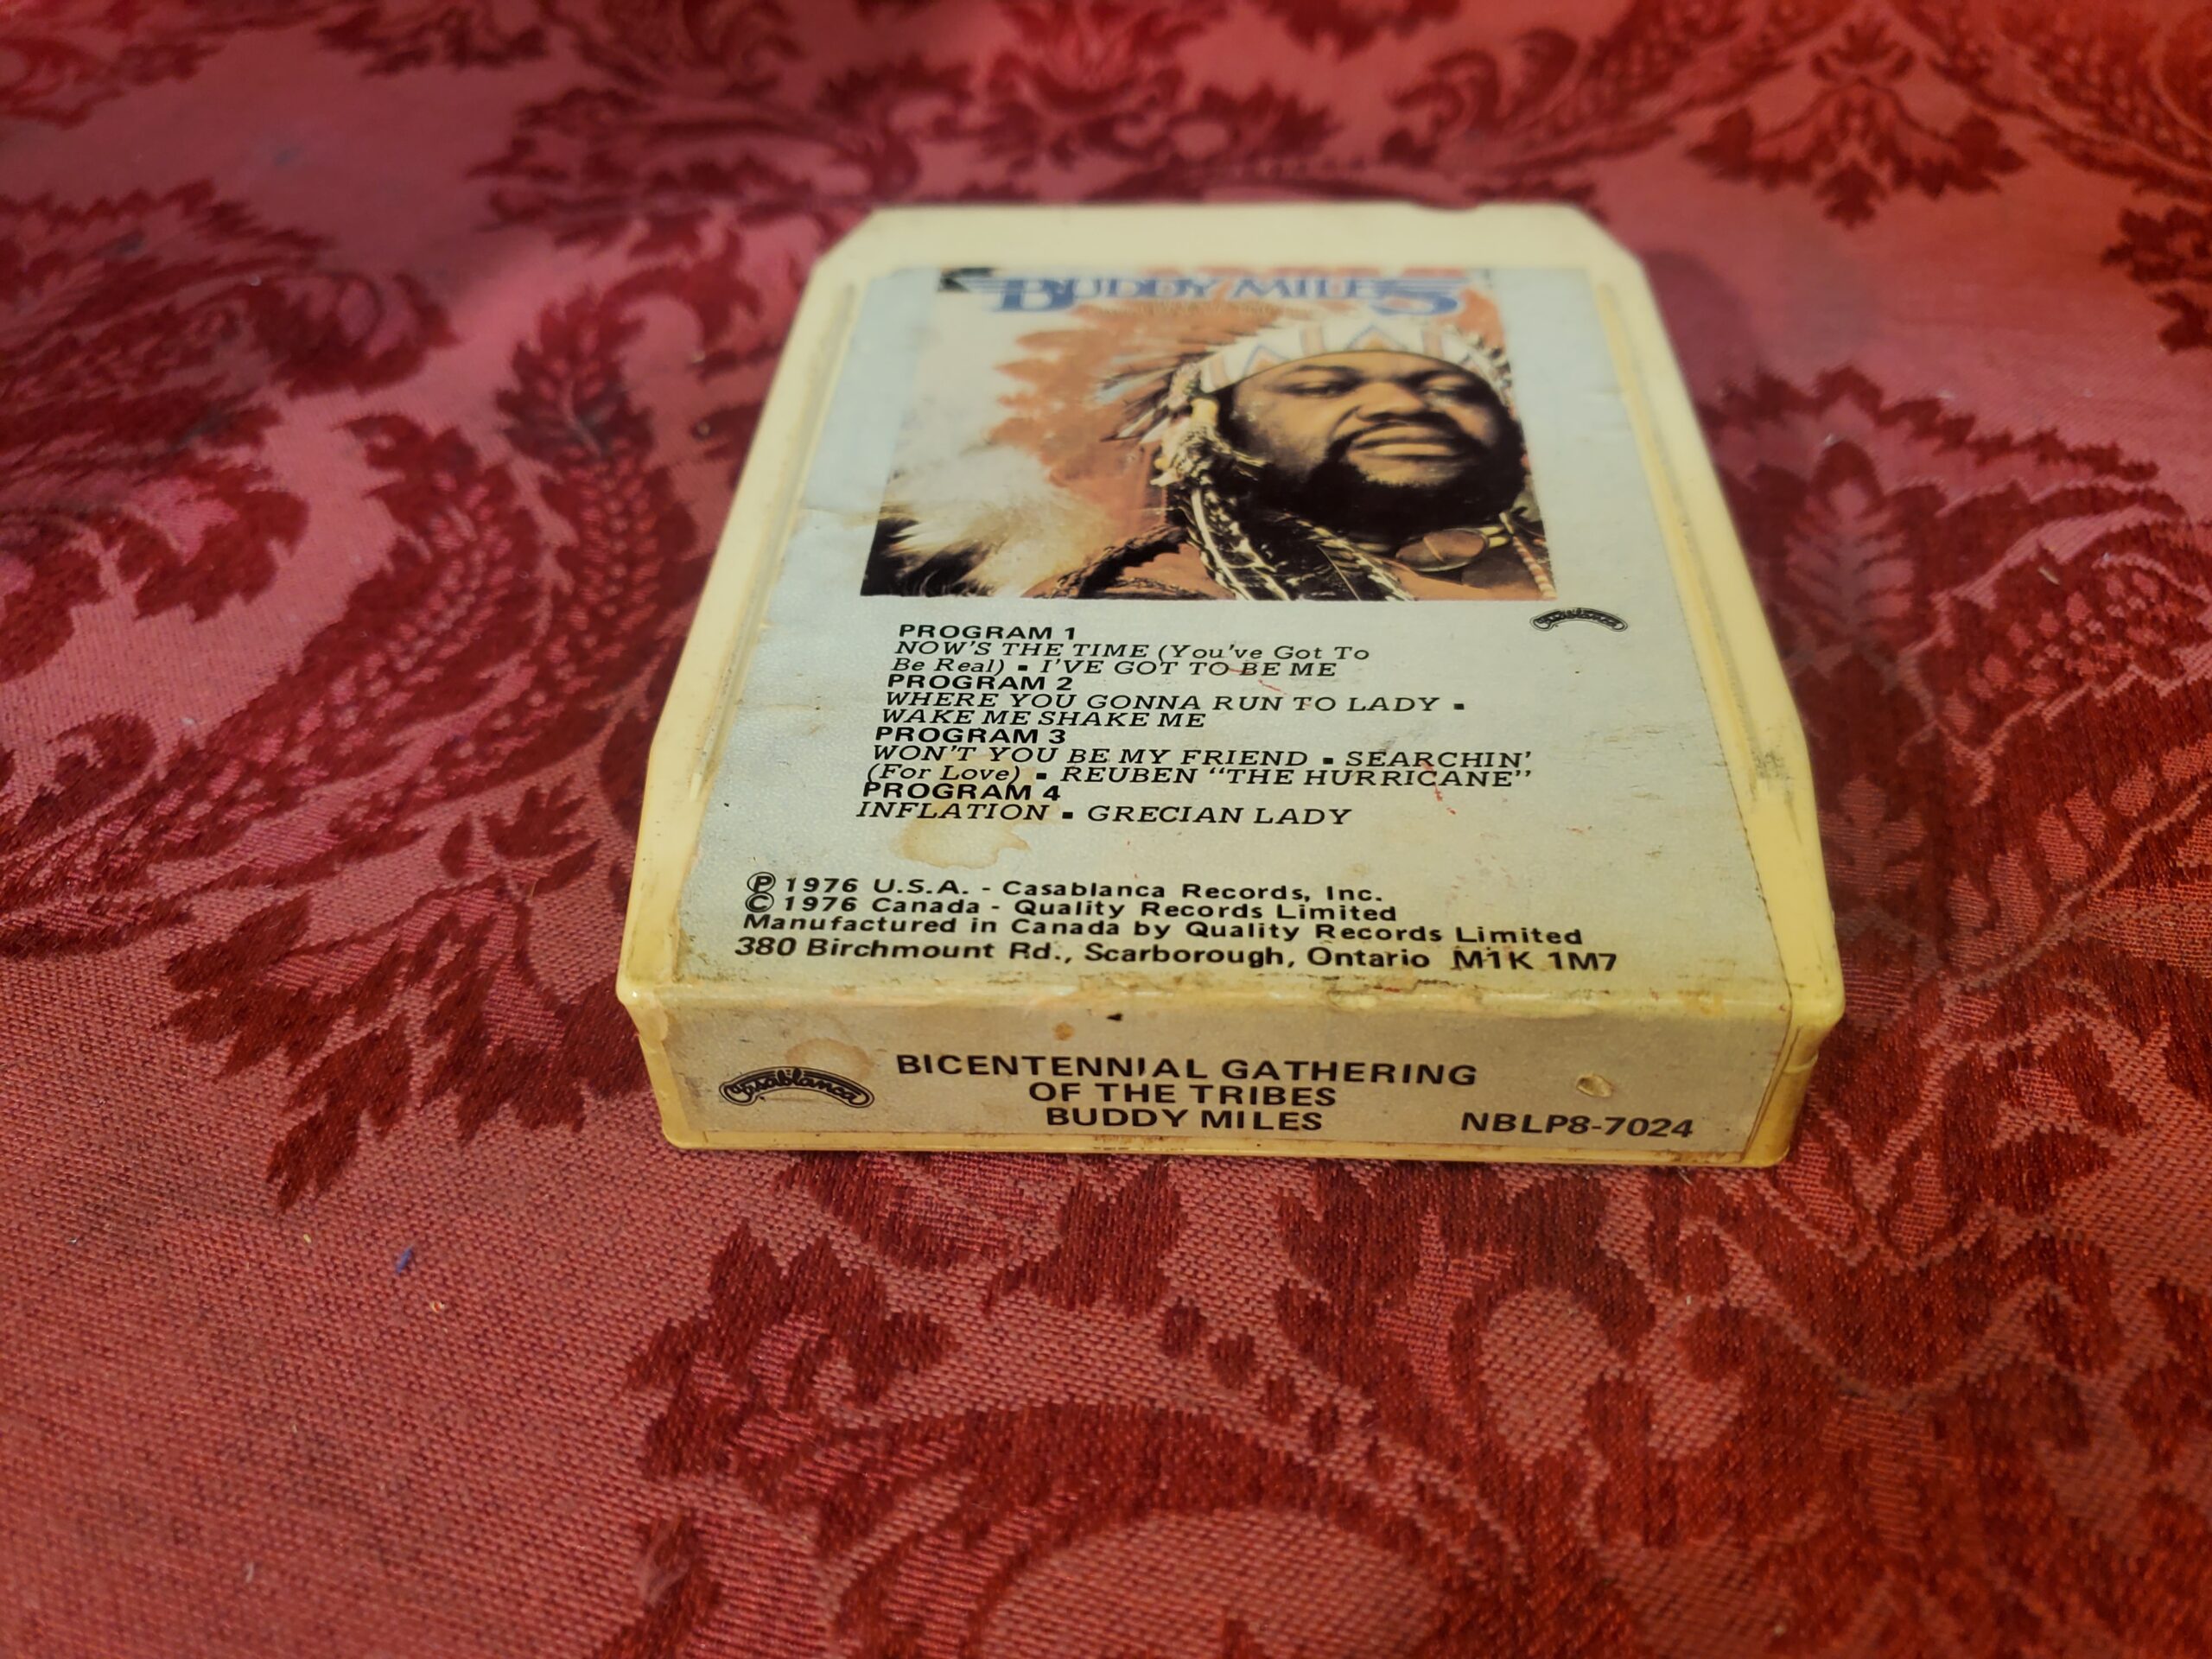 BUDDY MILES
Casablanca
PROGRAM 1
NOW'S THE TIME (You've Got To
Be Real) ▪ I'VE GOT TO BE ME
PROGRAM 2
WHERE YOU GONNA RUN TO LADY ▪
WAKE ME SHAKE ME
PROGRAM 3
WON'T YOU BE MY FRIEND ▪ SEARCHIN'
(For Love) ▪ REUBEN "THE HURRICANE"
PROGRAM 4
INFLATION ▪ GRECIAN LADY
Ⓟ 1976 U.S.A. - Casablanca Records, Inc.
© 1976 Canada - Quality Records Limited
Manufactured in Canada by Quality Records Limited
380 Birchmount Rd., Scarborough, Ontario M1K 1M7
Casablanca
BICENTENNIAL GATHERING
OF THE TRIBES
BUDDY MILES
NBLP8-7024